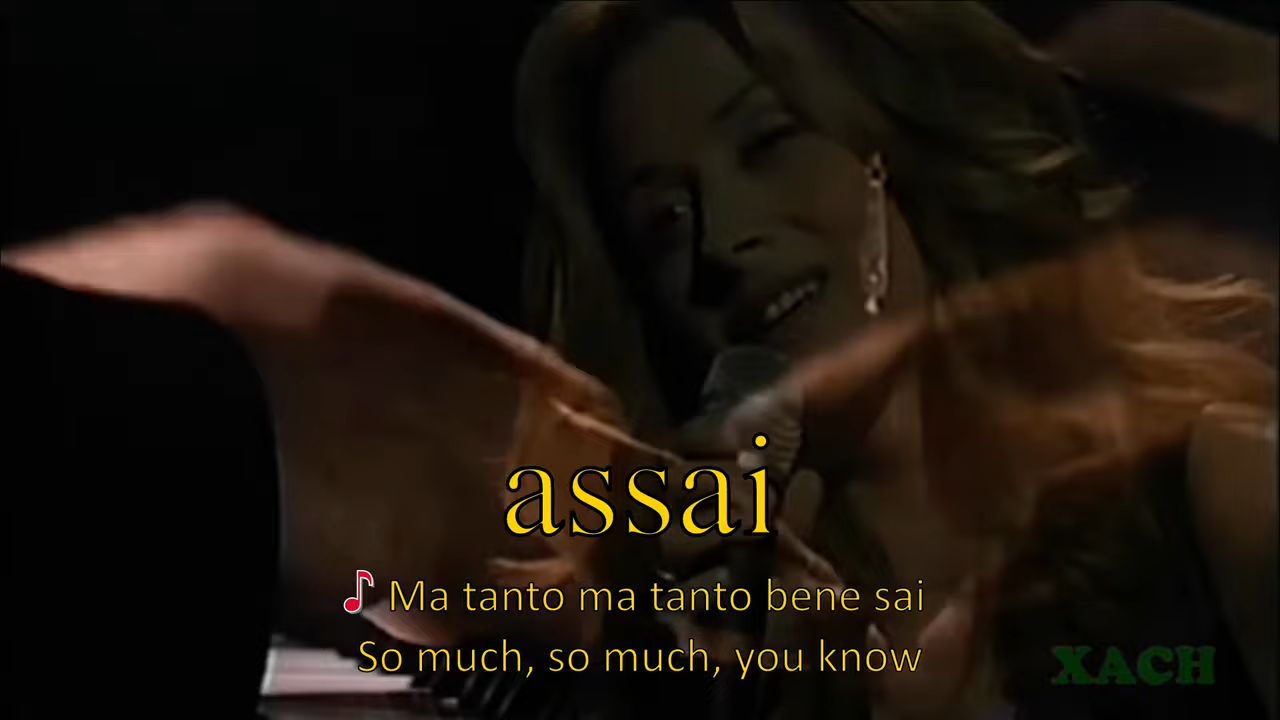 assai
🎵 Ma tanto ma tanto bene sai
So much, so much, you know
XACH